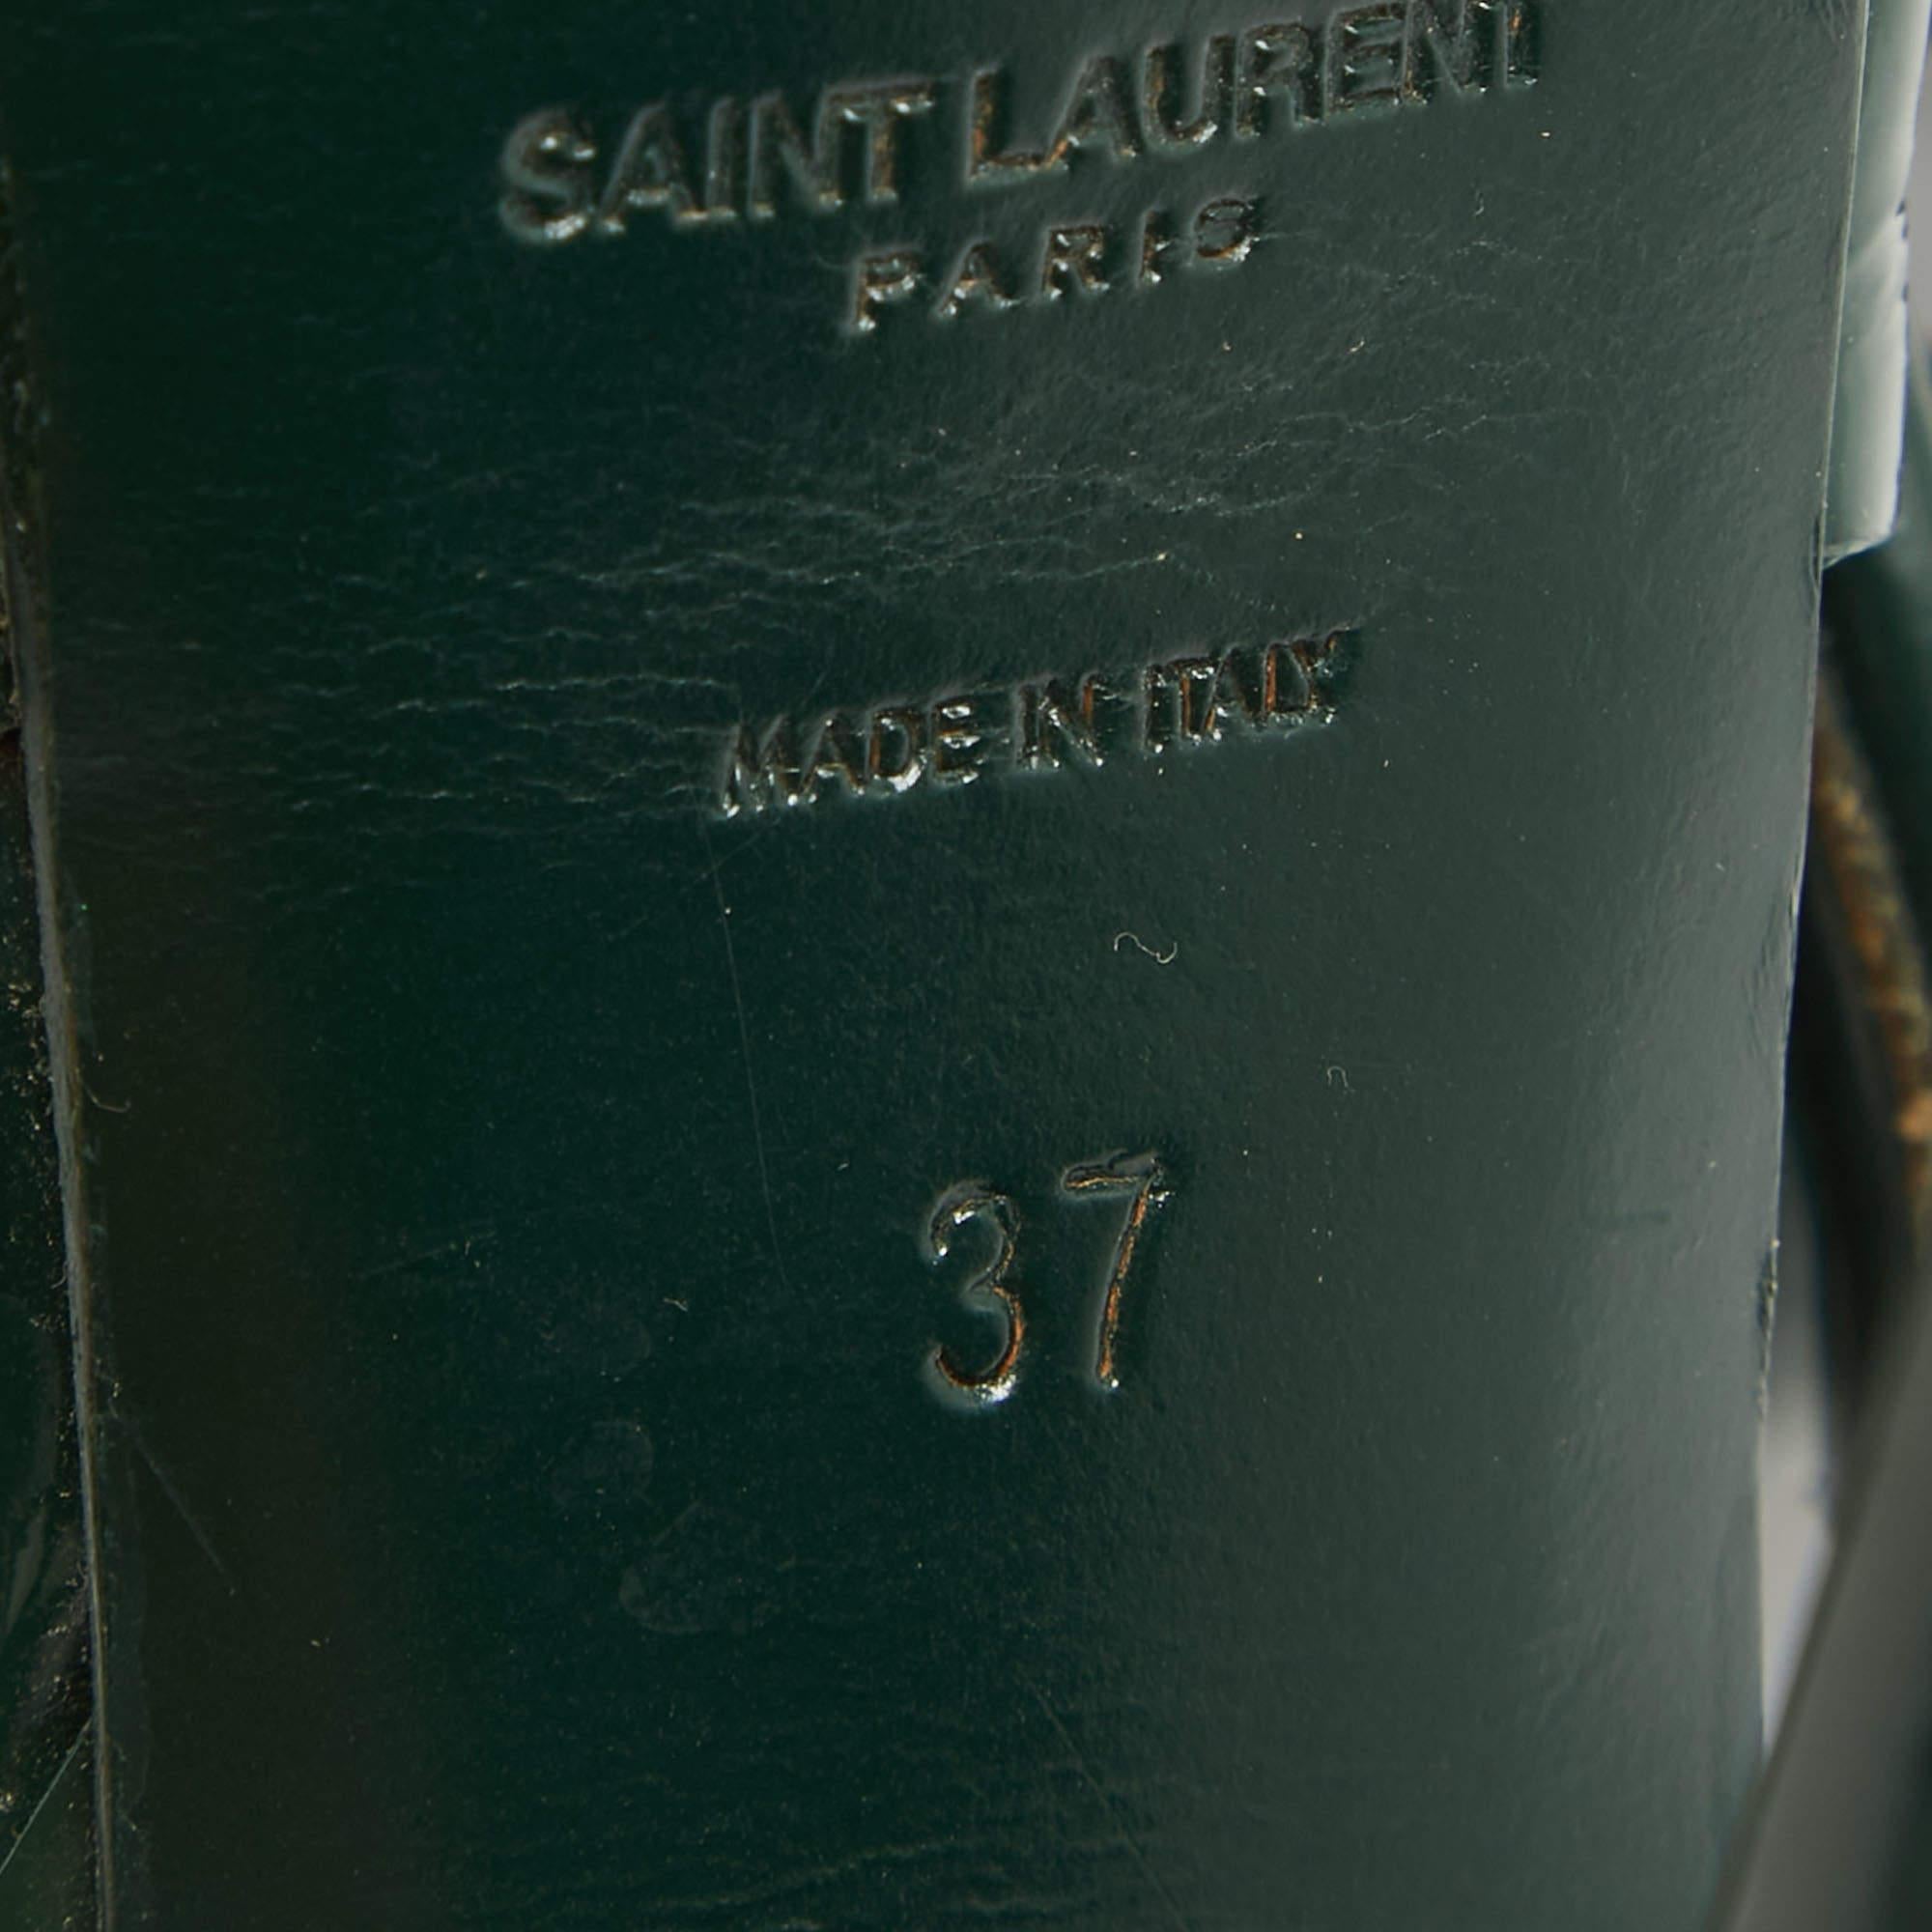 SAINT LAURENT
PARIS
MADE IN ITALY
37